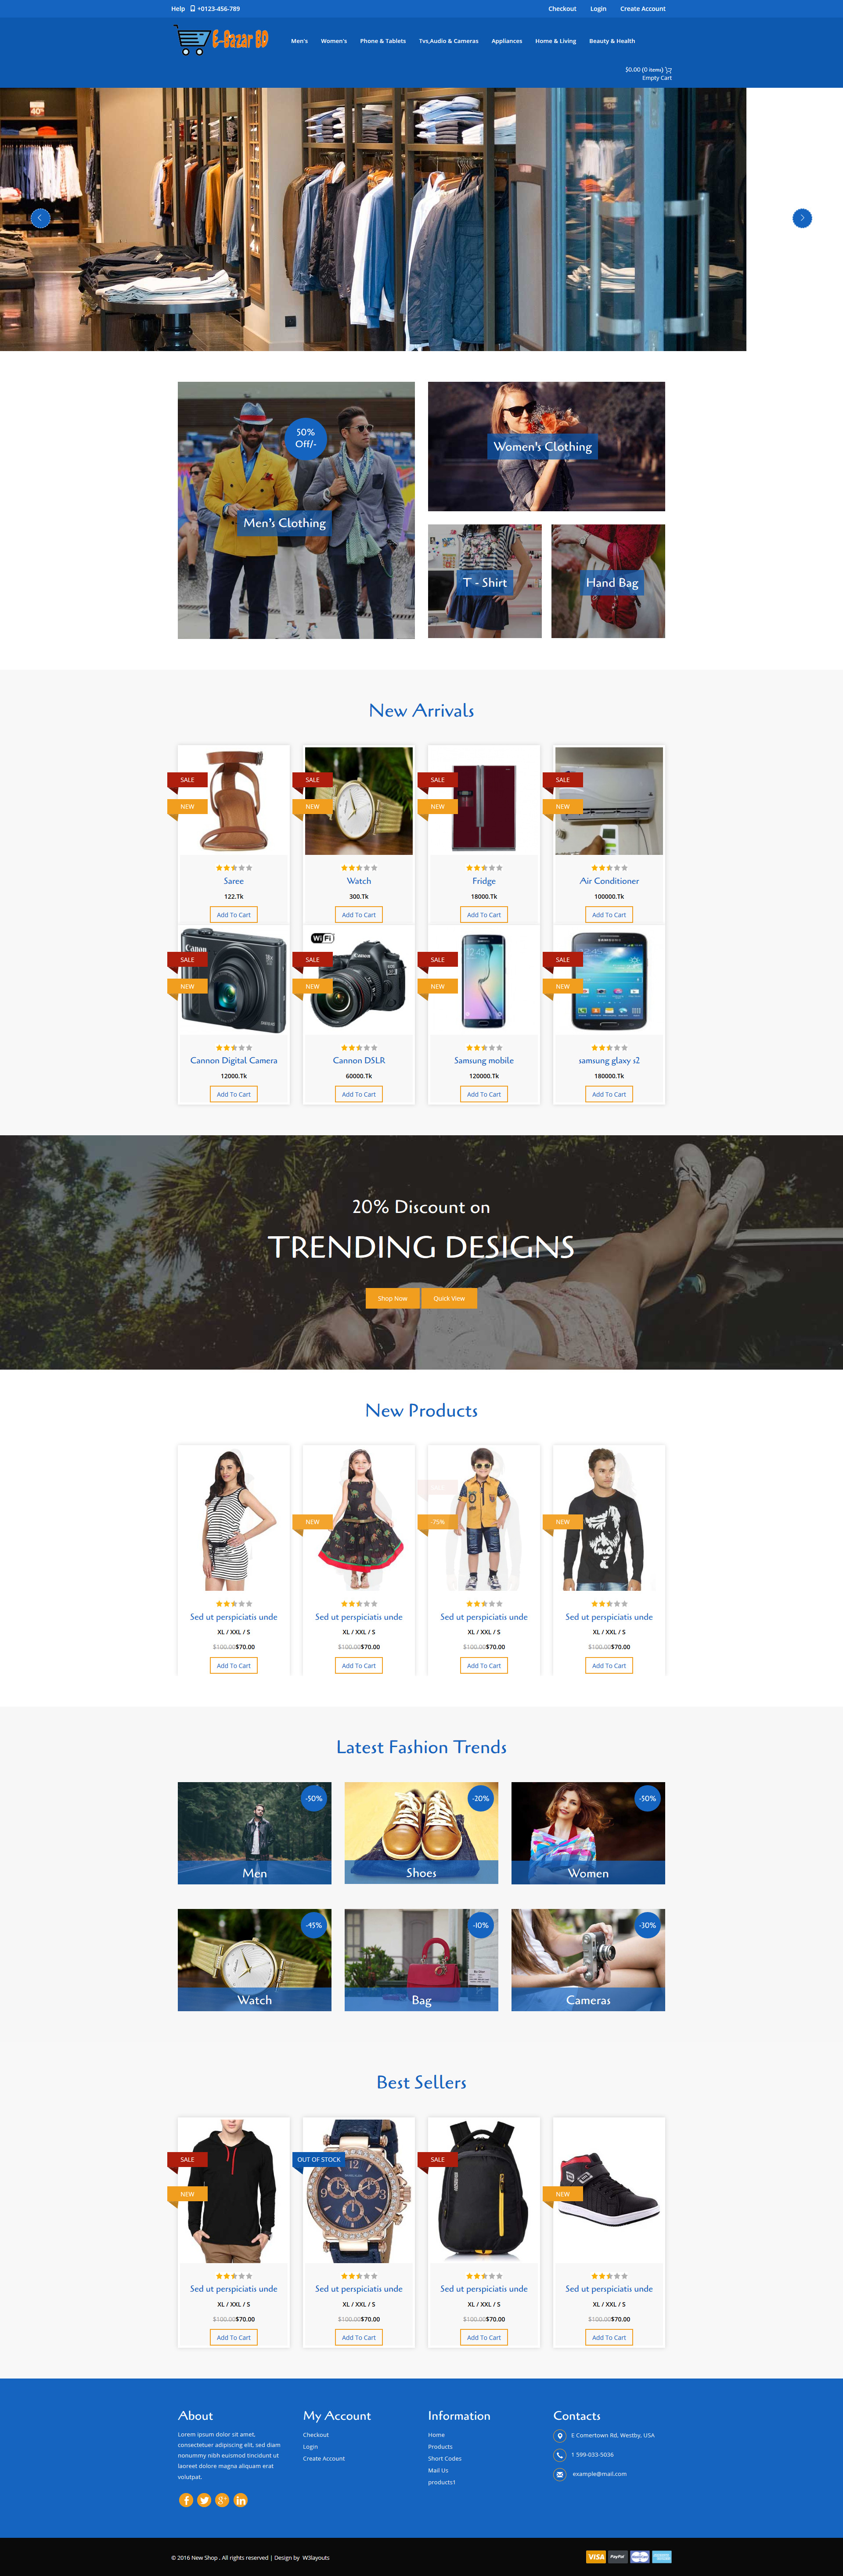 Help +0123-456-789 Checkout Login Create Account
E-Bazar BD
Men's Women's Phone & Tablets Tvs,Audio & Cameras Appliances Home & Living Beauty & Health
$0.00 (0 items)
Empty Cart
40%
50%
Off/-
Men's Clothing
Women's Clothing
T - Shirt
Hand Bag
New Arrivals
SALE SALE SALE SALE
NEW NEW NEW NEW
Saree Watch Fridge Air Conditioner
122.Tk 300.Tk 18000.Tk 100000.Tk
Add To Cart Add To Cart Add To Cart Add To Cart
Canon
WiFi
Canon
SALE SALE SALE SALE
NEW NEW NEW NEW
Cannon Digital Camera Cannon DSLR Samsung mobile samsung glaxy s2
12000.Tk 60000.Tk 120000.Tk 180000.Tk
Add To Cart Add To Cart Add To Cart Add To Cart
20% Discount on
TRENDING DESIGNS
Shop Now Quick View
New Products
NEW -75% NEW
Sed ut perspiciatis unde Sed ut perspiciatis unde Sed ut perspiciatis unde Sed ut perspiciatis unde
XL / XXL / S XL / XXL / S XL / XXL / S XL / XXL / S
$100.00$70.00 $100.00$70.00 $100.00$70.00 $100.00$70.00
Add To Cart Add To Cart Add To Cart Add To Cart
Latest Fashion Trends
-50% -20% -50%
Men Shoes Women
-45% -10% -30%
Watch Bag Cameras
Best Sellers
SALE OUT OF STOCK SALE
NEW NEW
Sed ut perspiciatis unde Sed ut perspiciatis unde Sed ut perspiciatis unde Sed ut perspiciatis unde
XL / XXL / S XL / XXL / S XL / XXL / S XL / XXL / S
$100.00$70.00 $100.00$70.00 $100.00$70.00 $100.00$70.00
Add To Cart Add To Cart Add To Cart Add To Cart
About
Lorem ipsum dolor sit amet,
consectetuer adipiscing elit, sed diam
nonummy nibh euismod tincidunt ut
laoreet dolore magna aliquam erat
volutpat.
My Account
Checkout
Login
Create Account
Information
Home
Products
Short Codes
Mail Us
products1
Contacts
E Comertown Rd, Westby, USA
1 599-033-5036
example@mail.com
© 2016 New Shop . All rights reserved | Design by W3layouts
VISA PayPal